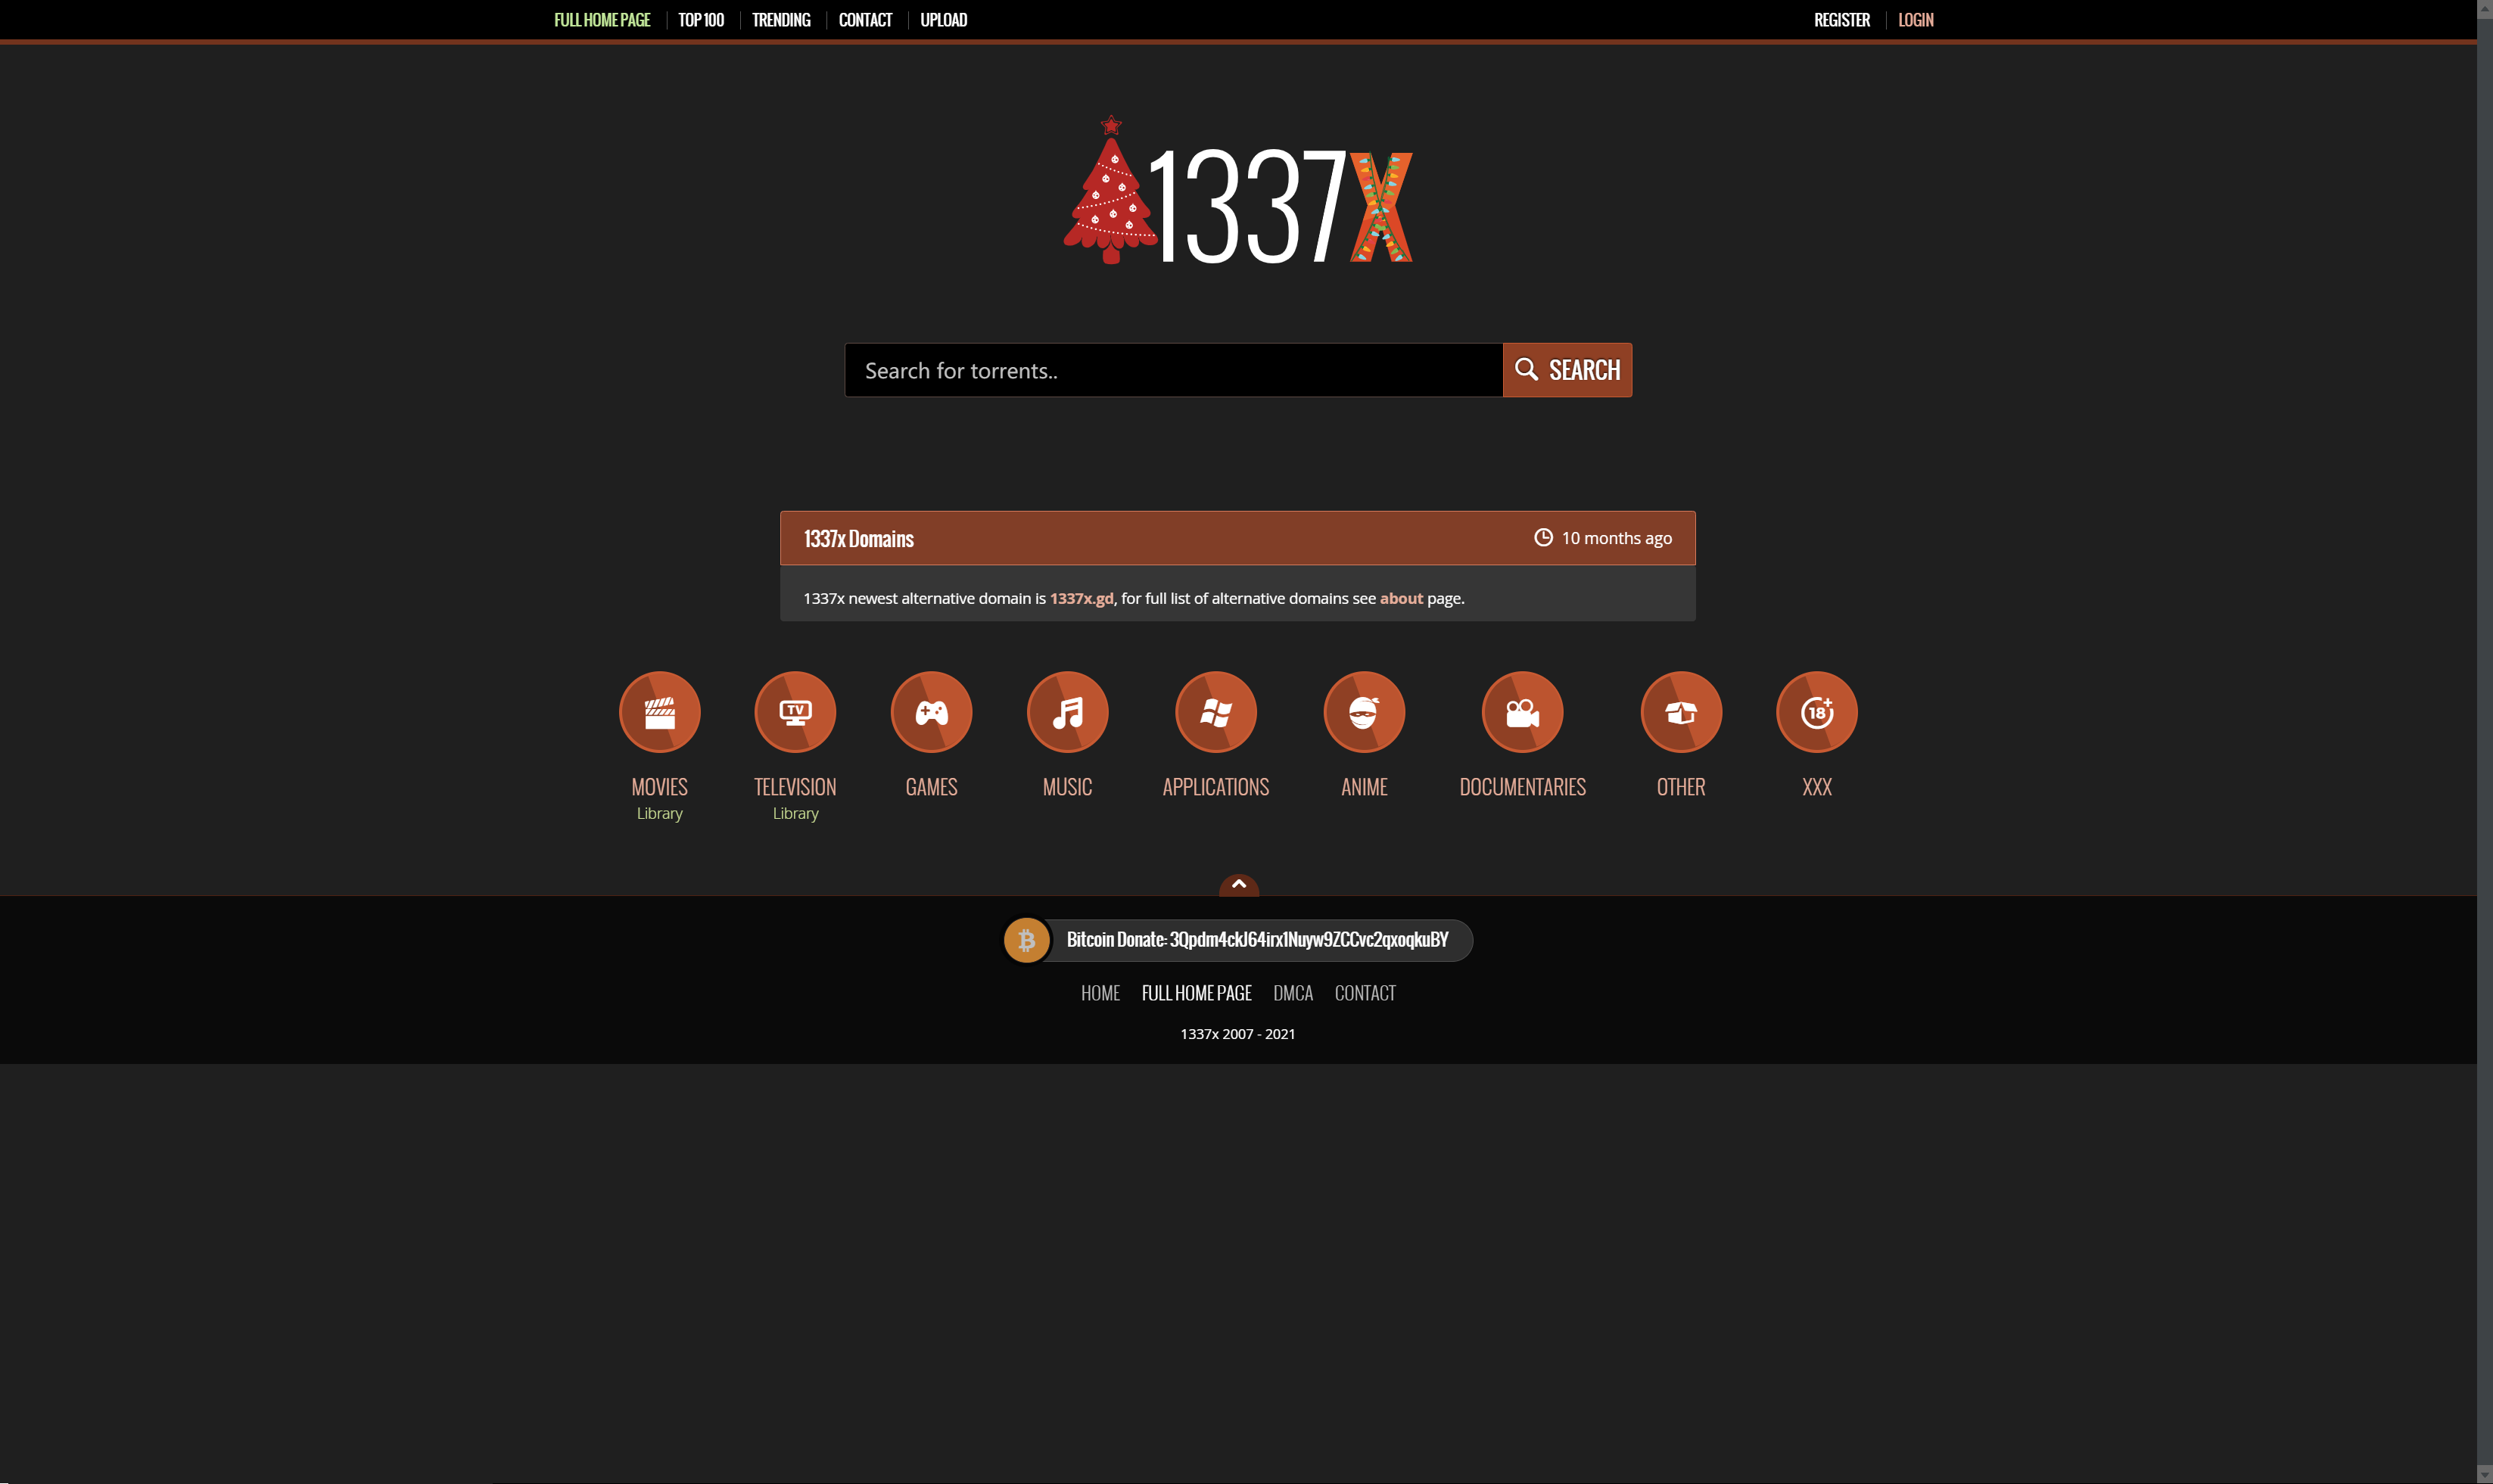 FULL HOME PAGE TOP 100 TRENDING CONTACT UPLOAD REGISTER LOGIN
1337X
Search for torrents.. SEARCH
1337x Domains 10 months ago
1337x newest alternative domain is 1337x.gd, for full list of alternative domains see about page.
TV 18+
MOVIES TELEVISION GAMES MUSIC APPLICATIONS ANIME DOCUMENTARIES OTHER XXX
Library Library
Bitcoin Donate: 3Qpdm4ckJ64irx1Nuyw9ZCCvc2qxoqkuBY
HOME FULL HOME PAGE DMCA CONTACT
1337x 2007 - 2021